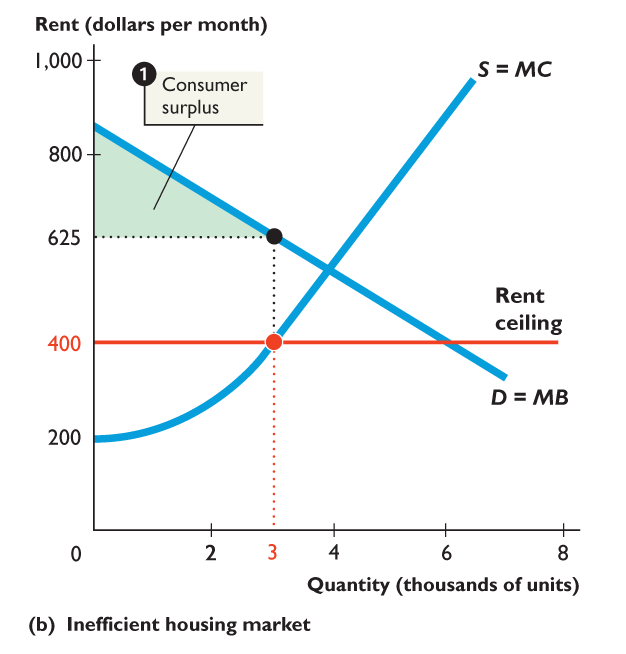 Rent (dollars per month)
1,000
S = MC
1
Consumer
surplus
800
625
Rent
ceiling
400
D = MB
200
0 2 3 4 6 8
Quantity (thousands of units)
(b) Inefficient housing market